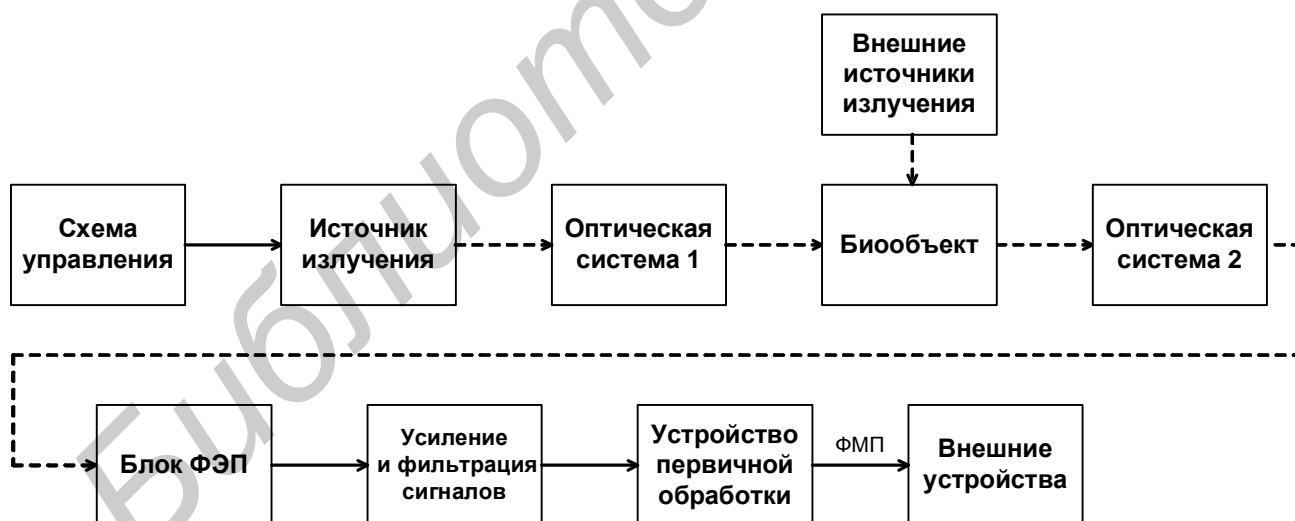 Внешние
источники
излучения
Схема
управления
Источник
излучения
Оптическая
система 1
Биообъект
Оптическая
система 2
Блок ФЭП
Усиление
и фильтрация
сигналов
Устройство
первичной
обработки
ФМП
Внешние
устройства